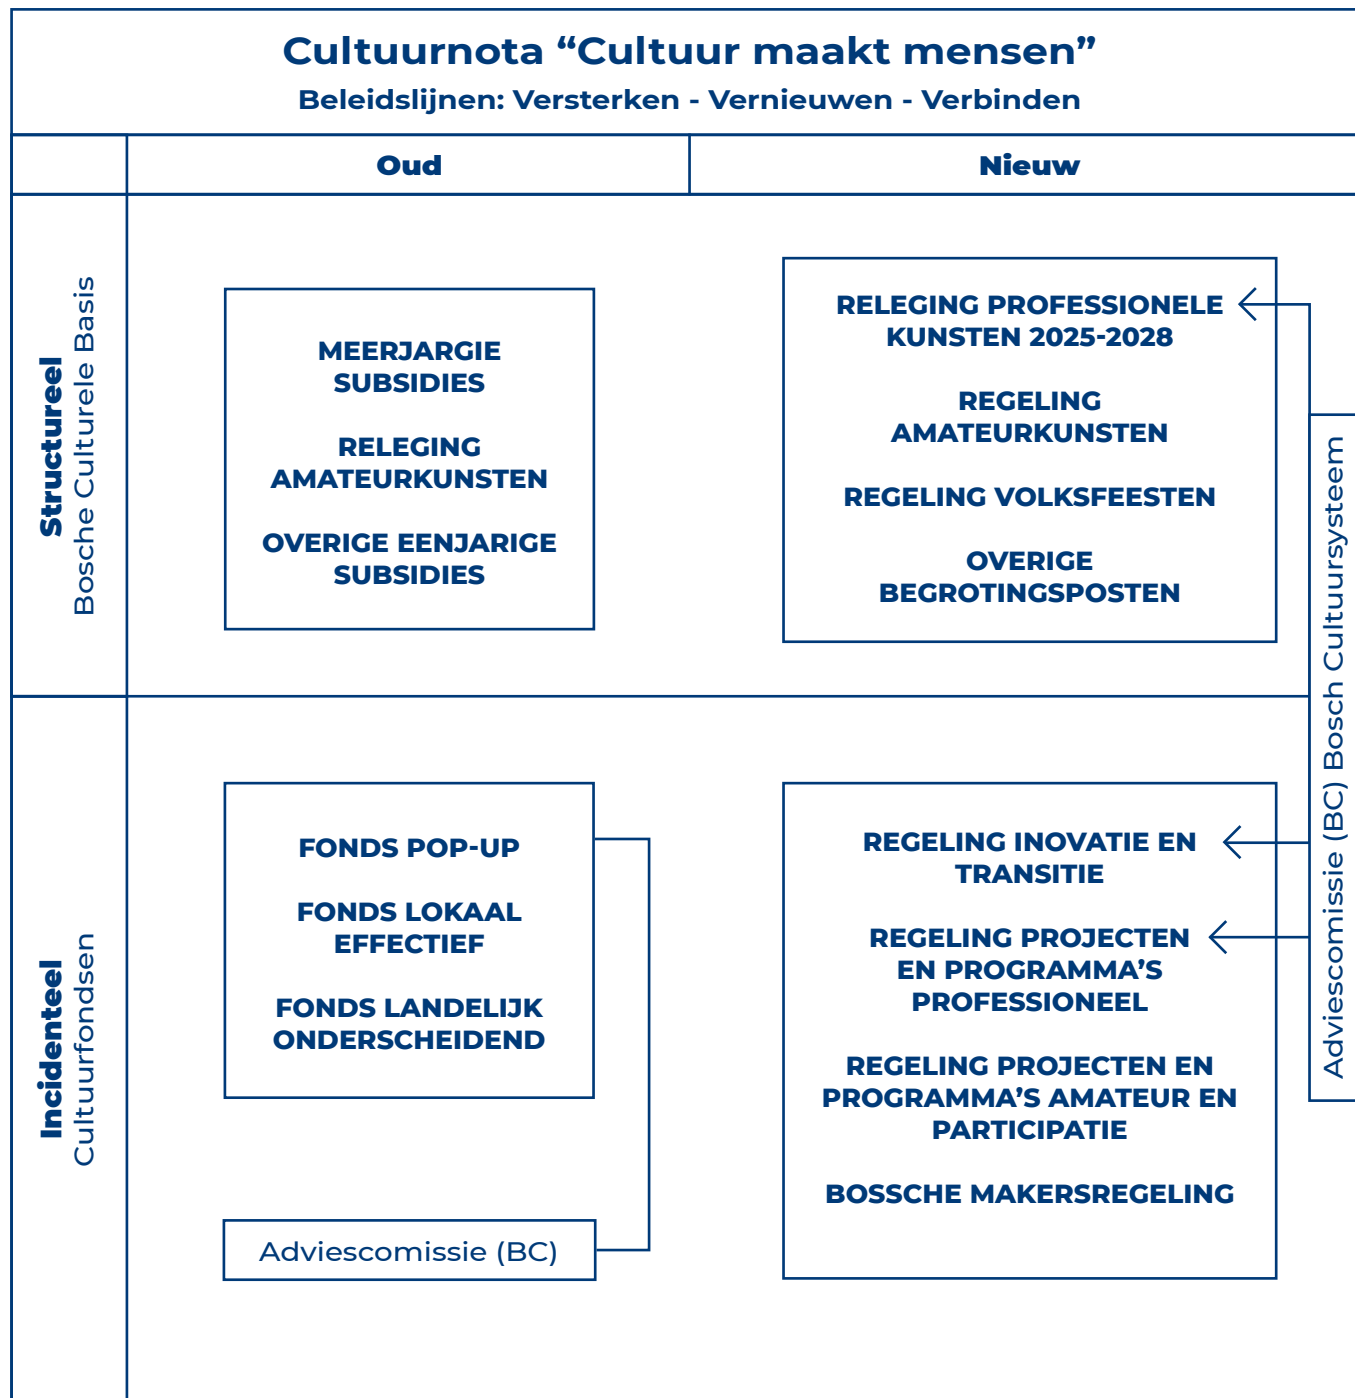 Cultuurnota “Cultuur maakt mensen”
Beleidslijnen: Versterken - Vernieuwen - Verbinden
Oud
Nieuw
Structureel
Bosche Culturele Basis
MEERJARGIE
SUBSIDIES
RELEGING
AMATEURKUNSTEN
OVERIGE EENJARIGE
SUBSIDIES
RELEGING PROFESSIONELE
KUNSTEN 2025-2028
REGELING
AMATEURKUNSTEN
REGELING VOLKSFEESTEN
OVERIGE
BEGROTINGSPOSTEN
Adviescomissie (BC) Bosch Cultuursysteem
Incidenteel
Cultuurfondsen
FONDS POP-UP
FONDS LOKAAL
EFFECTIEF
FONDS LANDELIJK
ONDERSCHEIDEND
Adviescomissie (BC)
REGELING INOVATIE EN
TRANSITIE
REGELING PROJECTEN
EN PROGRAMMA’S
PROFESSIONEEL
REGELING PROJECTEN EN
PROGRAMMA’S AMATEUR EN
PARTICIPATIE
BOSSCHE MAKERSREGELING